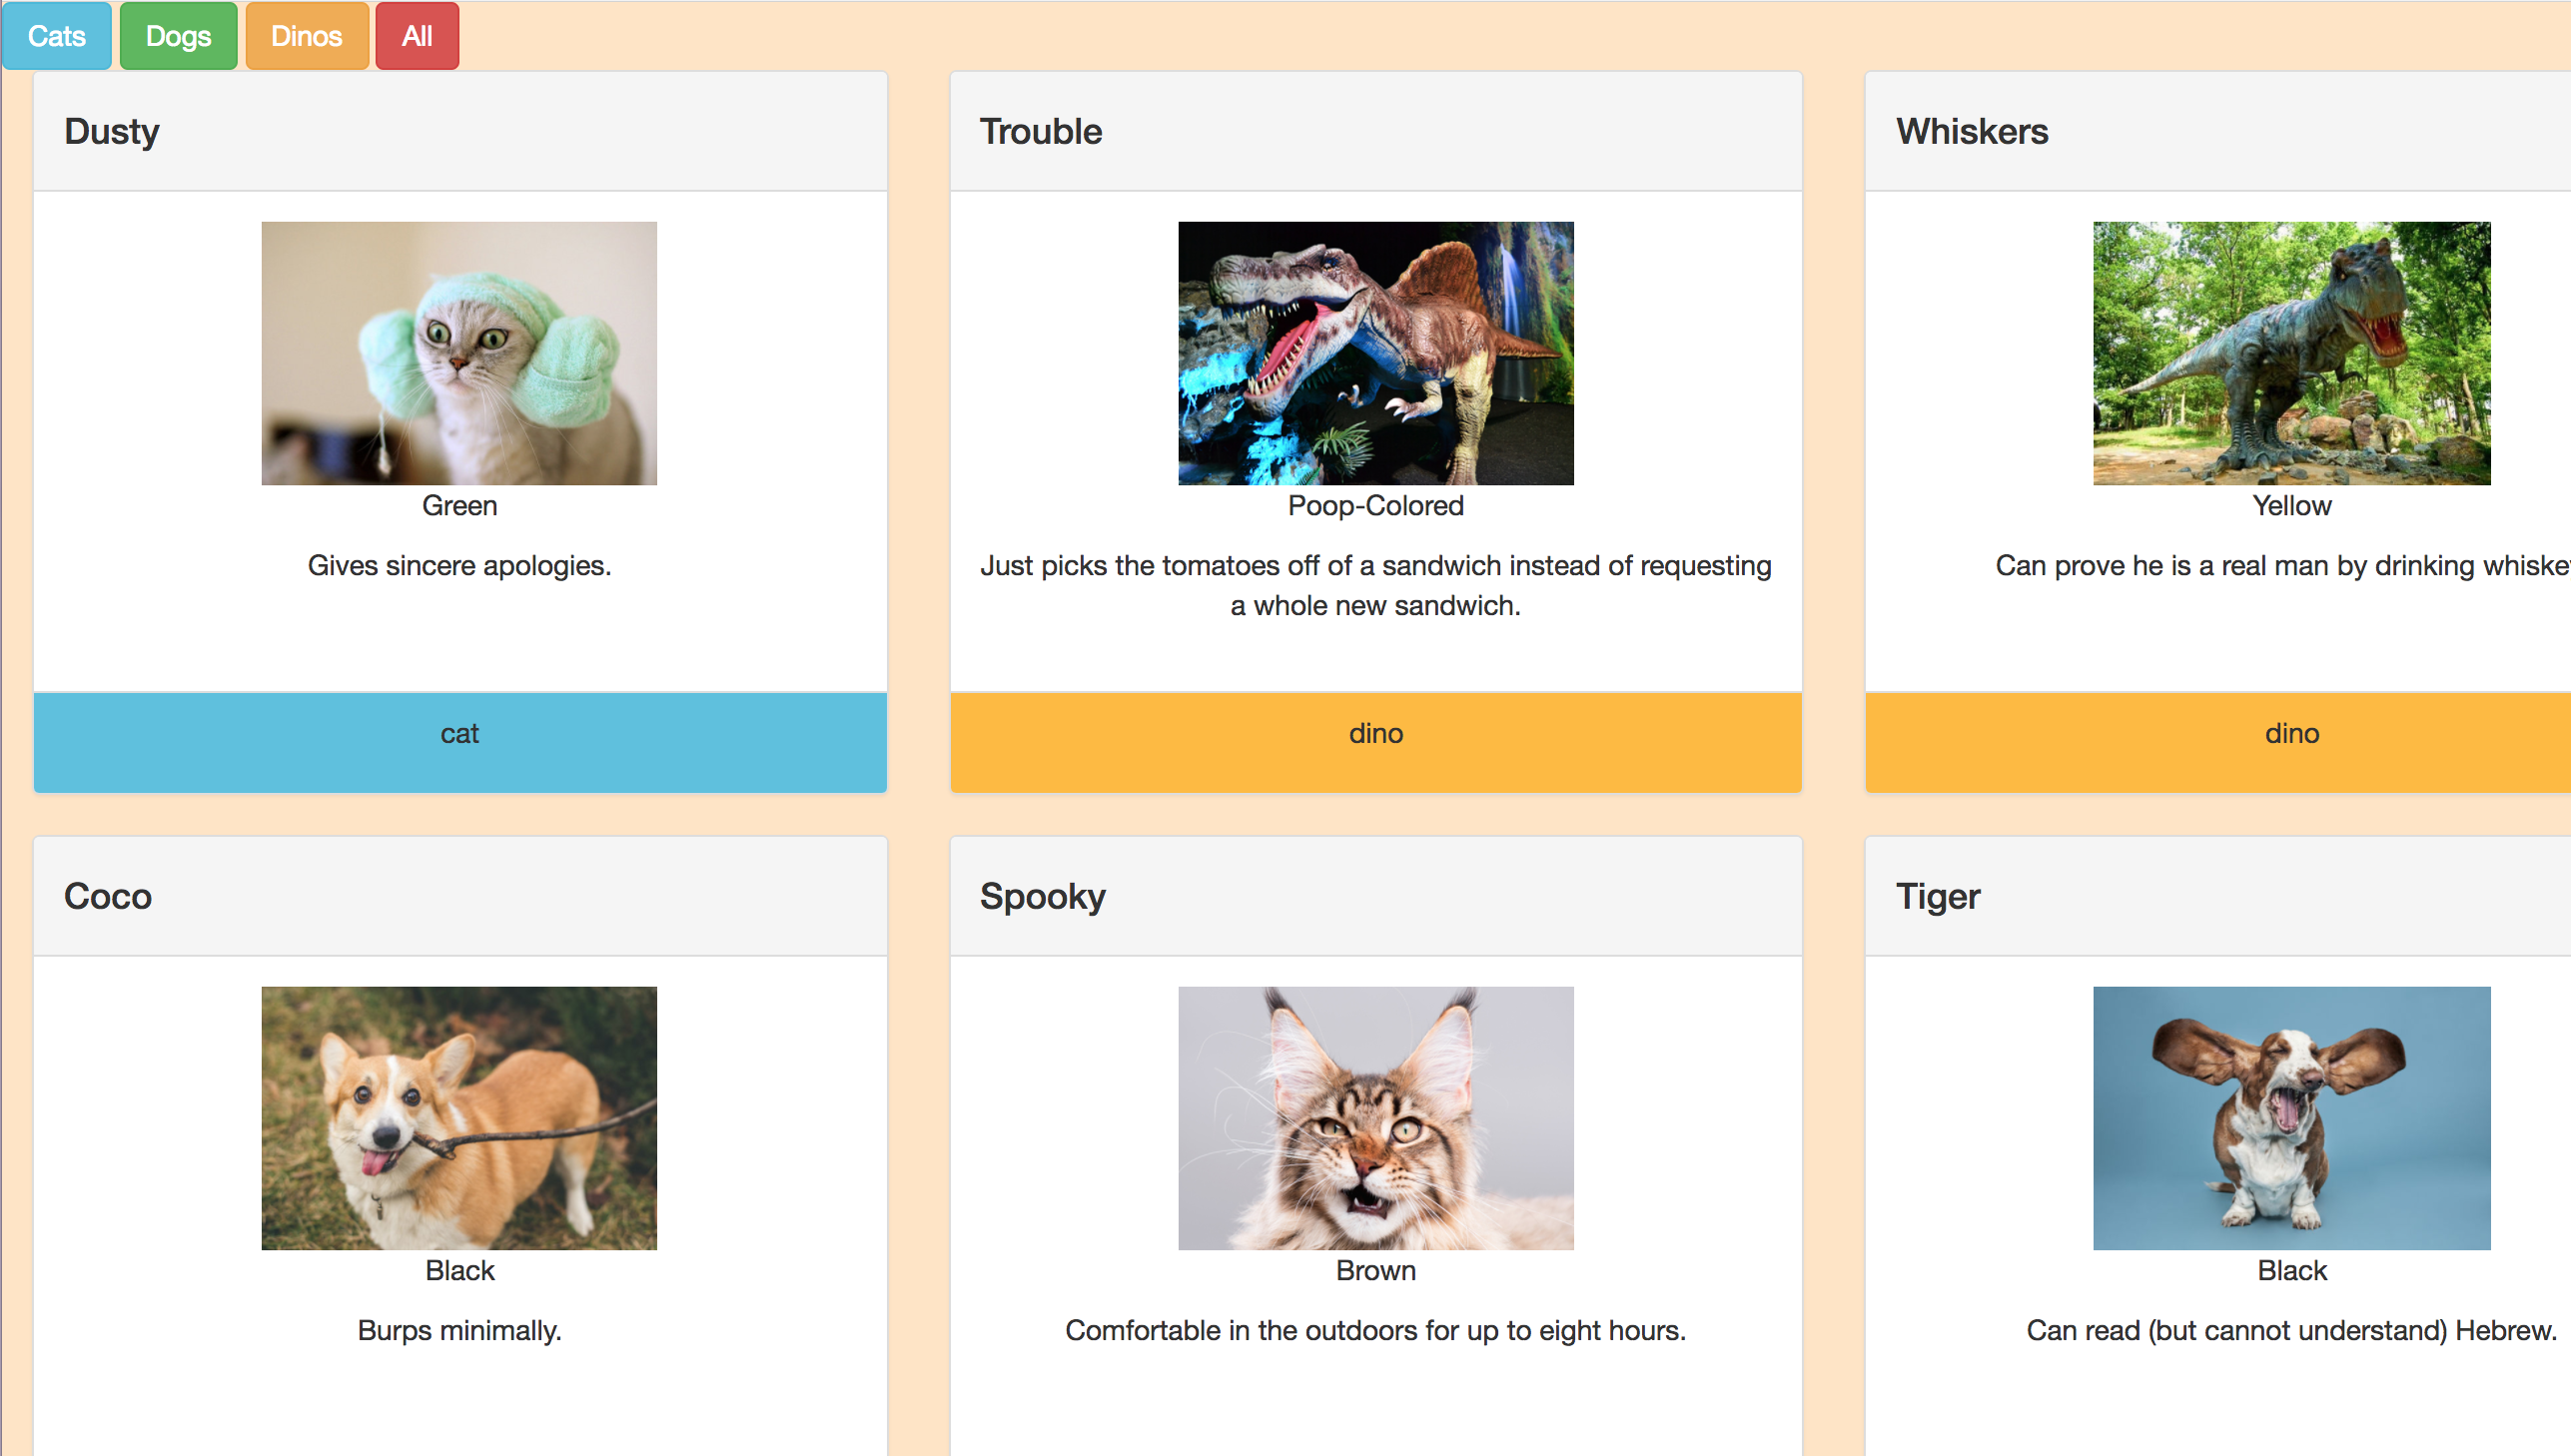 Cats Dogs Dinos All
Dusty
Green
Gives sincere apologies.
cat
Trouble
Poop-Colored
Just picks the tomatoes off of a sandwich instead of requesting
a whole new sandwich.
dino
Whiskers
Yellow
Can prove he is a real man by drinking
dino
Coco
Black
Burps minimally.
Spooky
Brown
Comfortable in the outdoors for up to eight hours.
Tiger
Black
Can read (but cannot understand) Hebrew.